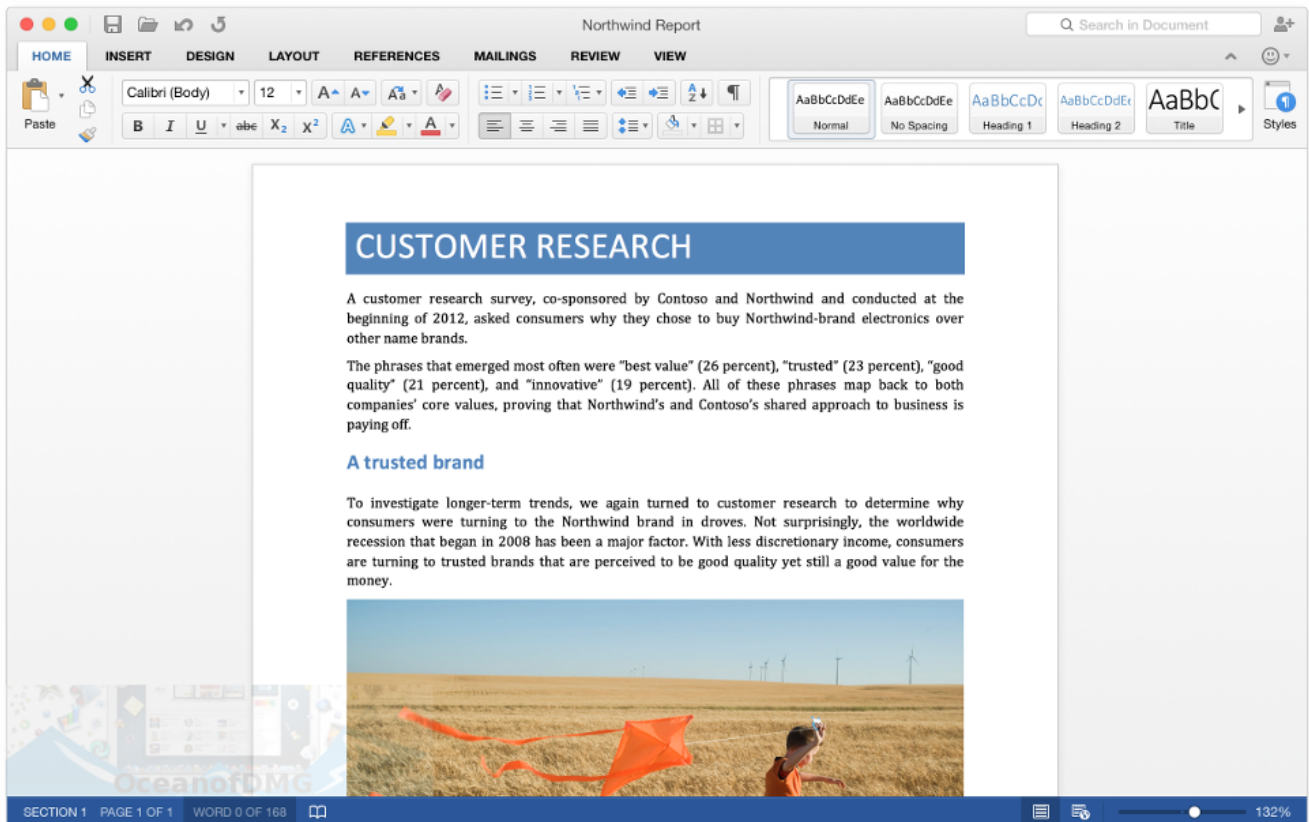 Northwind Report
Search in Document
HOME INSERT DESIGN LAYOUT REFERENCES MAILINGS REVIEW VIEW
Paste
Calibri (Body) 12 A A Aa A
B I U abc X2 X2 A A
AaBbCcDdEe AaBbCcDdEe AaBbCcDc AaBbCcDdEe AaBbC
Normal No Spacing Heading 1 Heading 2 Title Styles
CUSTOMER RESEARCH
A customer research survey, co-sponsored by Contoso and Northwind and conducted at the
beginning of 2012, asked consumers why they chose to buy Northwind-brand electronics over
other name brands.
The phrases that emerged most often were “best value” (26 percent), “trusted” (23 percent), “good
quality” (21 percent), and “innovative” (19 percent). All of these phrases map back to both
companies’ core values, proving that Northwind’s and Contoso’s shared approach to business is
paying off.
A trusted brand
To investigate longer-term trends, we again turned to customer research to determine why
consumers were turning to the Northwind brand in droves. Not surprisingly, the worldwide
recession that began in 2008 has been a major factor. With less discretionary income, consumers
are turning to trusted brands that are perceived to be good quality yet still a good value for the
money.
OceanofDMG
SECTION 1 PAGE 1 OF 1 WORD 0 OF 168 132%